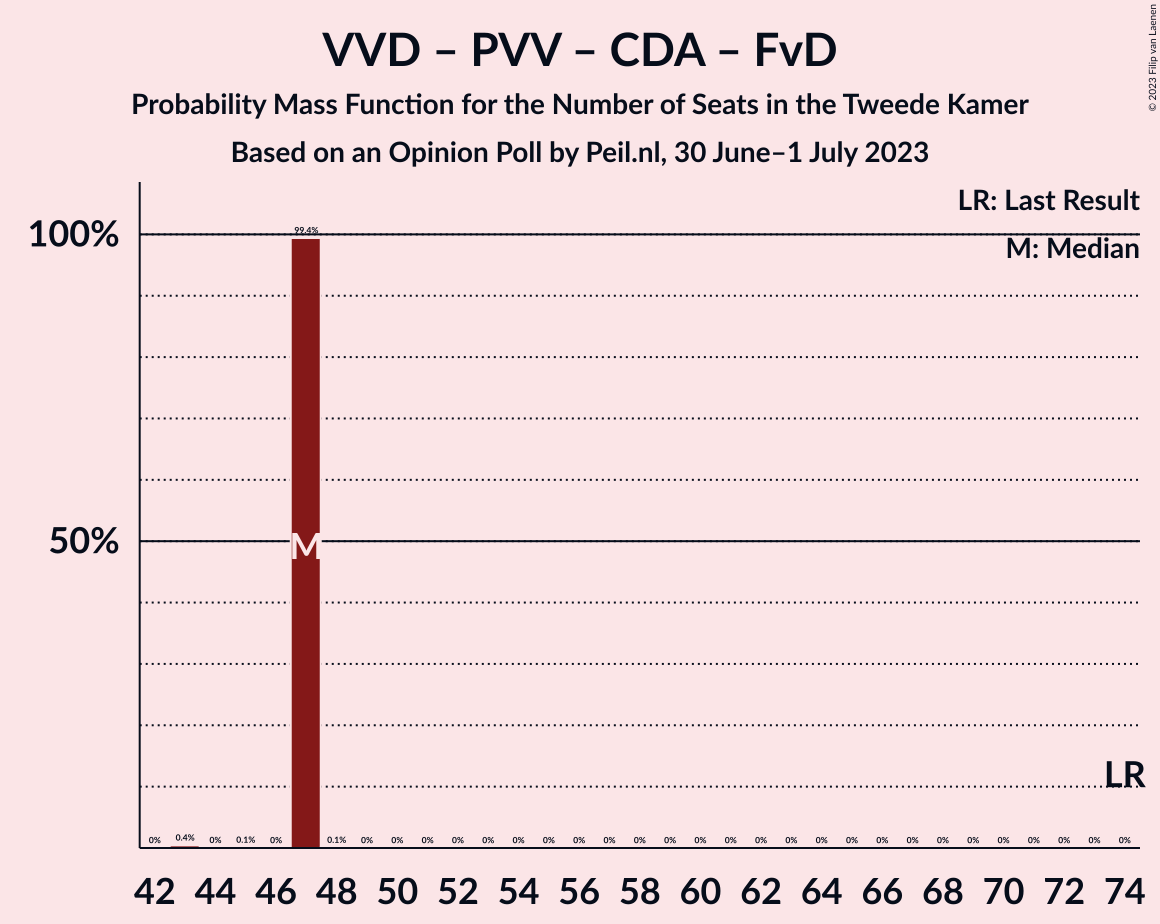 VVD – PVV – CDA – FvD
Probability Mass Function for the Number of Seats in the Tweede Kamer
Based on an Opinion Poll by Peil.nl, 30 June–1 July 2023
© 2023 Filip van Laenen
LR: Last Result
M: Median
100%
50%
99.4%
M
LR
0% 0.4% 0% 0.1% 0% 0.1% 0% 0% 0% 0% 0% 0% 0% 0% 0% 0% 0% 0% 0% 0% 0% 0% 0% 0% 0% 0% 0% 0% 0% 0% 0% 0%
42 44 46 48 50 52 54 56 58 60 62 64 66 68 70 72 74